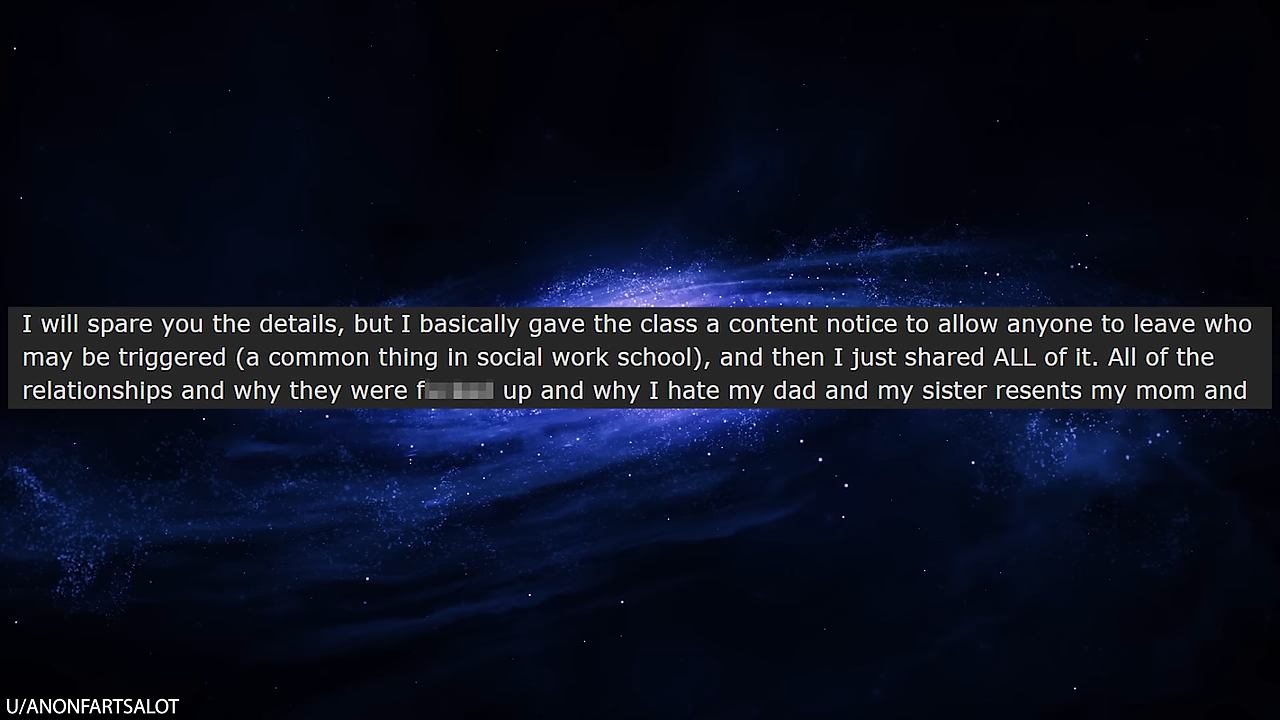 I will spare you the details, but I basically gave the class a content notice to allow anyone to leave who
may be triggered (a common thing in social work school), and then I just shared ALL of it. All of the
relationships and why they were f up and why I hate my dad and my sister resents my mom and
U/ANONFARTSALOT